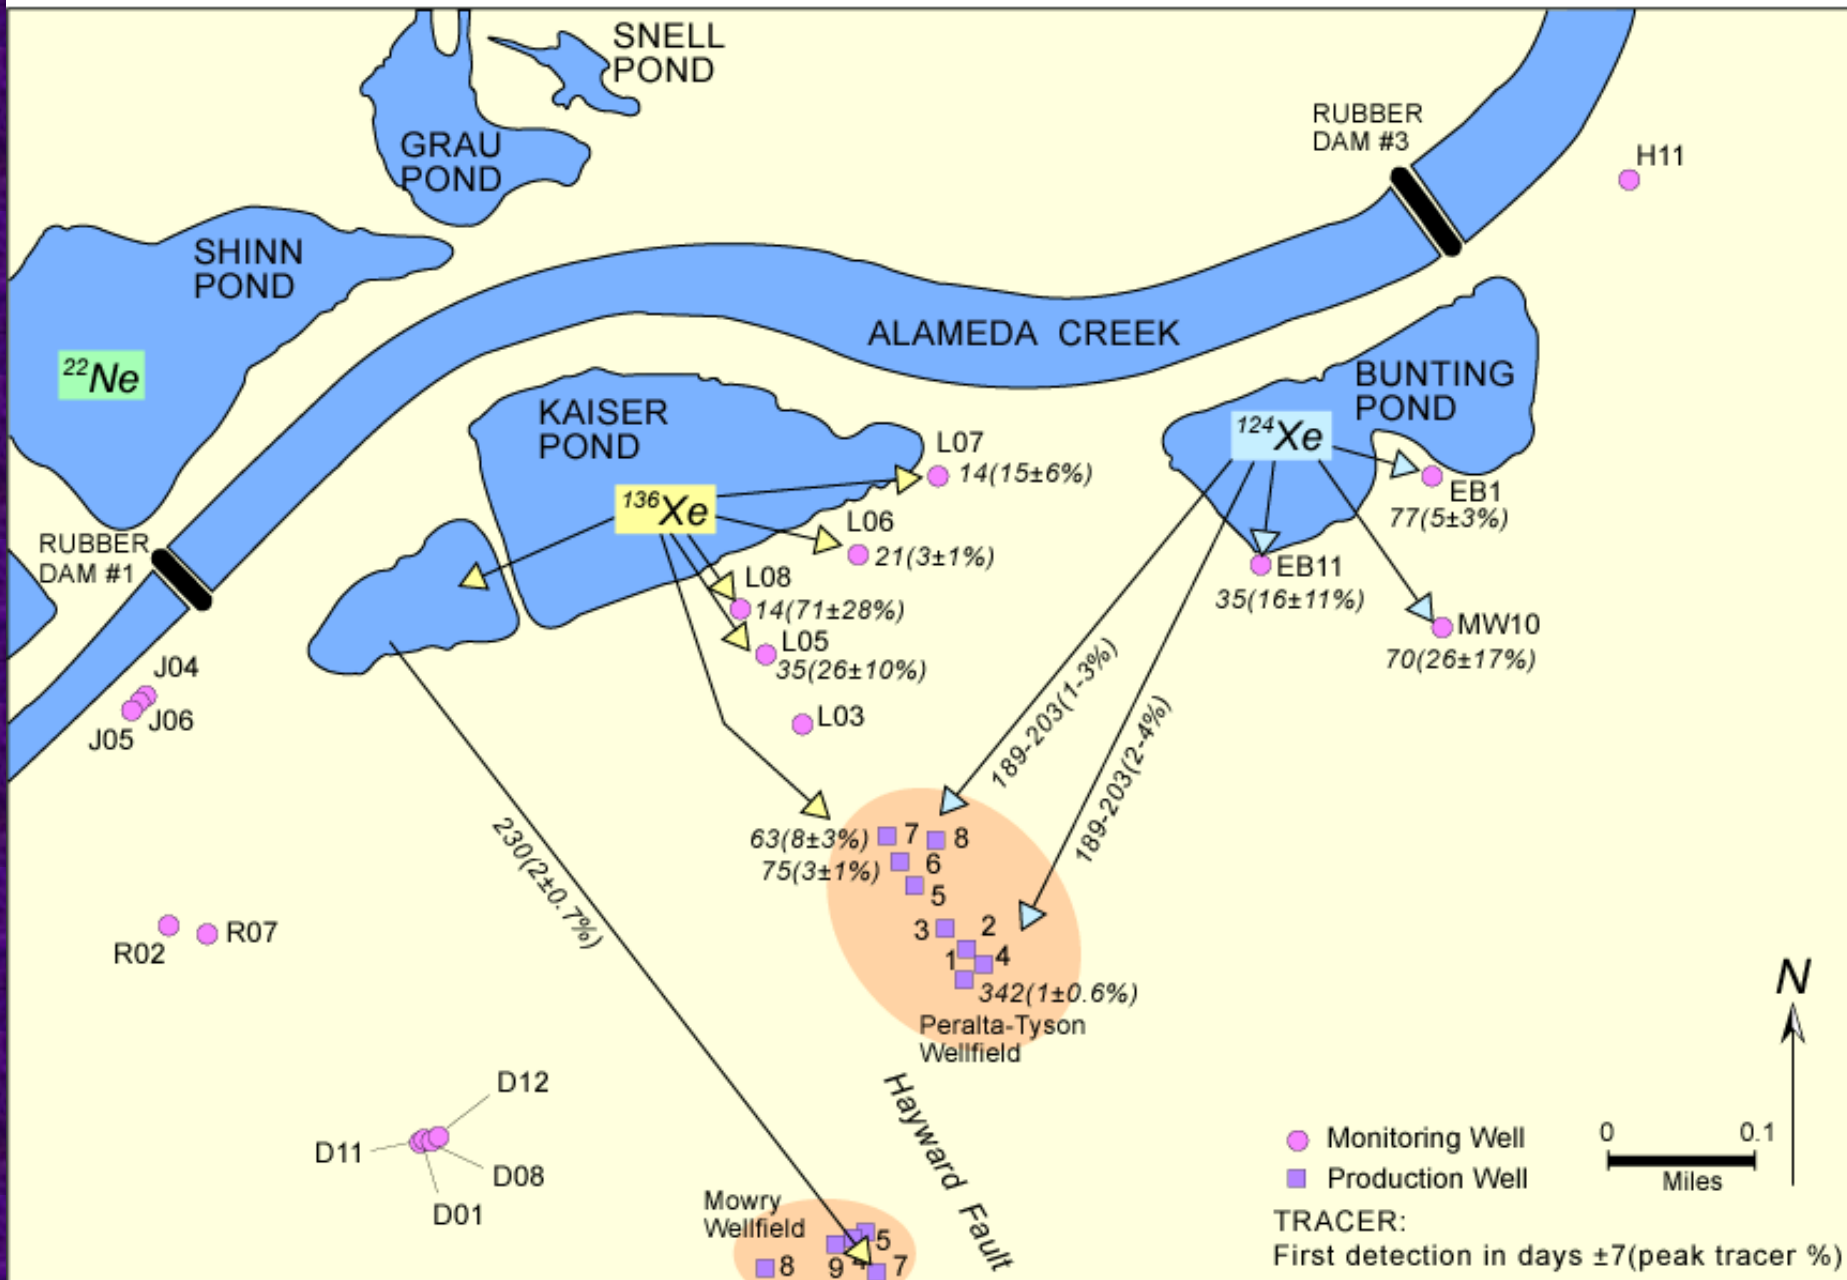 SNELL
POND
GRAU
POND
RUBBER
DAM #3
H11
SHINN
POND
ALAMEDA CREEK
²²Ne
BUNTING
POND
KAISER
POND
¹²⁴Xe
L07
14(15±6%)
¹³⁶Xe
EB1
77(5±3%)
L06
21(3±1%)
RUBBER
DAM #1
L08
14(71±28%)
EB11
35(16±11%)
MW10
70(26±17%)
L05
35(26±10%)
J04
J06
J05
L03
189-203(1-3%)
189-203(2-4%)
230(2±0.7%)
63(8±3%)
75(3±1%)
7
8
6
5
3
2
1
4
342(1±0.6%)
Peralta-Tyson
Wellfield
R02
R07
N
Hayward Fault
D12
D11
D08
D01
Monitoring Well
Production Well
0
0.1
Miles
Mowry
Wellfield
5
8
9
4
7
TRACER:
First detection in days ±7(peak tracer %)